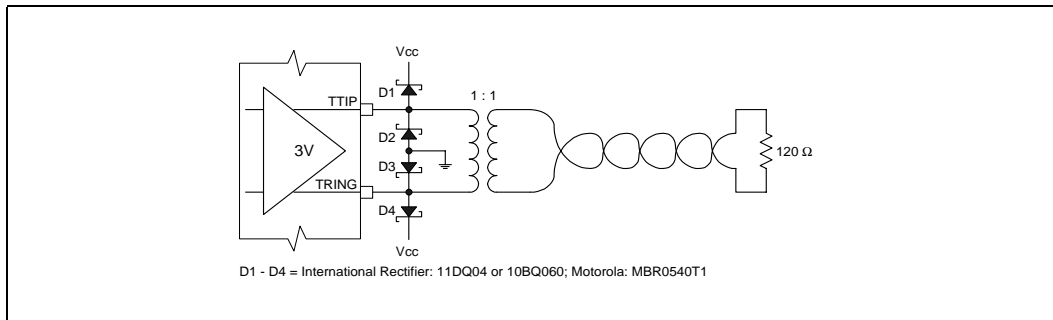 Vcc
D1
1 : 1
TTIP
D2
3V
120 Ω
D3
TRING
D4
Vcc
D1 - D4 = International Rectifier: 11DQ04 or 10BQ060; Motorola: MBR0540T1